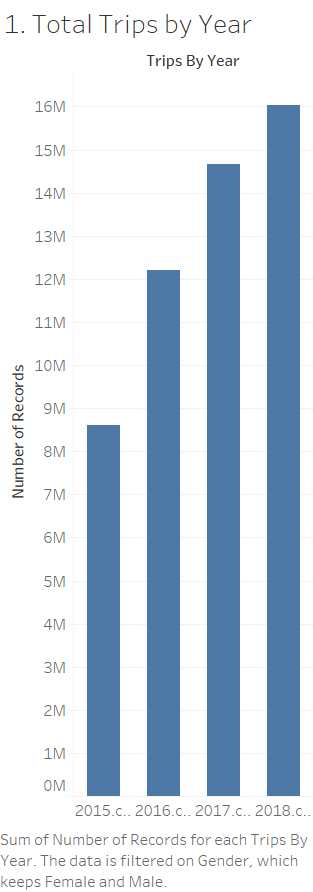 1. Total Trips by Year
Trips By Year
16M
15M
14M
13M
12M
11M
10M
9M
8M
7M
6M
5M
4M
3M
2M
1M
0M
Number of Records
2015.c.. 2016.c.. 2017.c.. 2018.c..
Sum of Number of Records for each Trips By
Year. The data is filtered on Gender, which
keeps Female and Male.